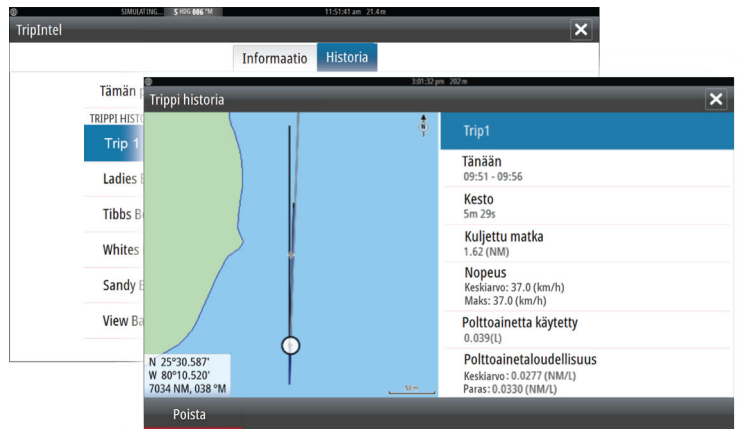 SIMULATING... S HDG 006 °M 11:51:41 am 21.4 m
TripIntel
Informaatio Historia
Tämän
TRIPPI HIST
Trip 1
Ladies
Tibbs B
Whites
Sandy
View Ba
3:01:32 pm 202 m
Trippi historia
N
Trip1
Tänään
09:51 - 09:56
Kesto
5m 29s
Kuljettu matka
1.62 (NM)
Nopeus
Keskiarvo: 37.0 (km/h)
Maks: 37.0 (km/h)
Polttoainetta käytetty
0.039(L)
Polttoainetaloudellisuus
Keskiarvo: 0.0277 (NM/L)
Paras: 0.0330 (NM/L)
N 25°30.587'
W 80°10.520'
7034 NM, 038 °M
50 m
Poista